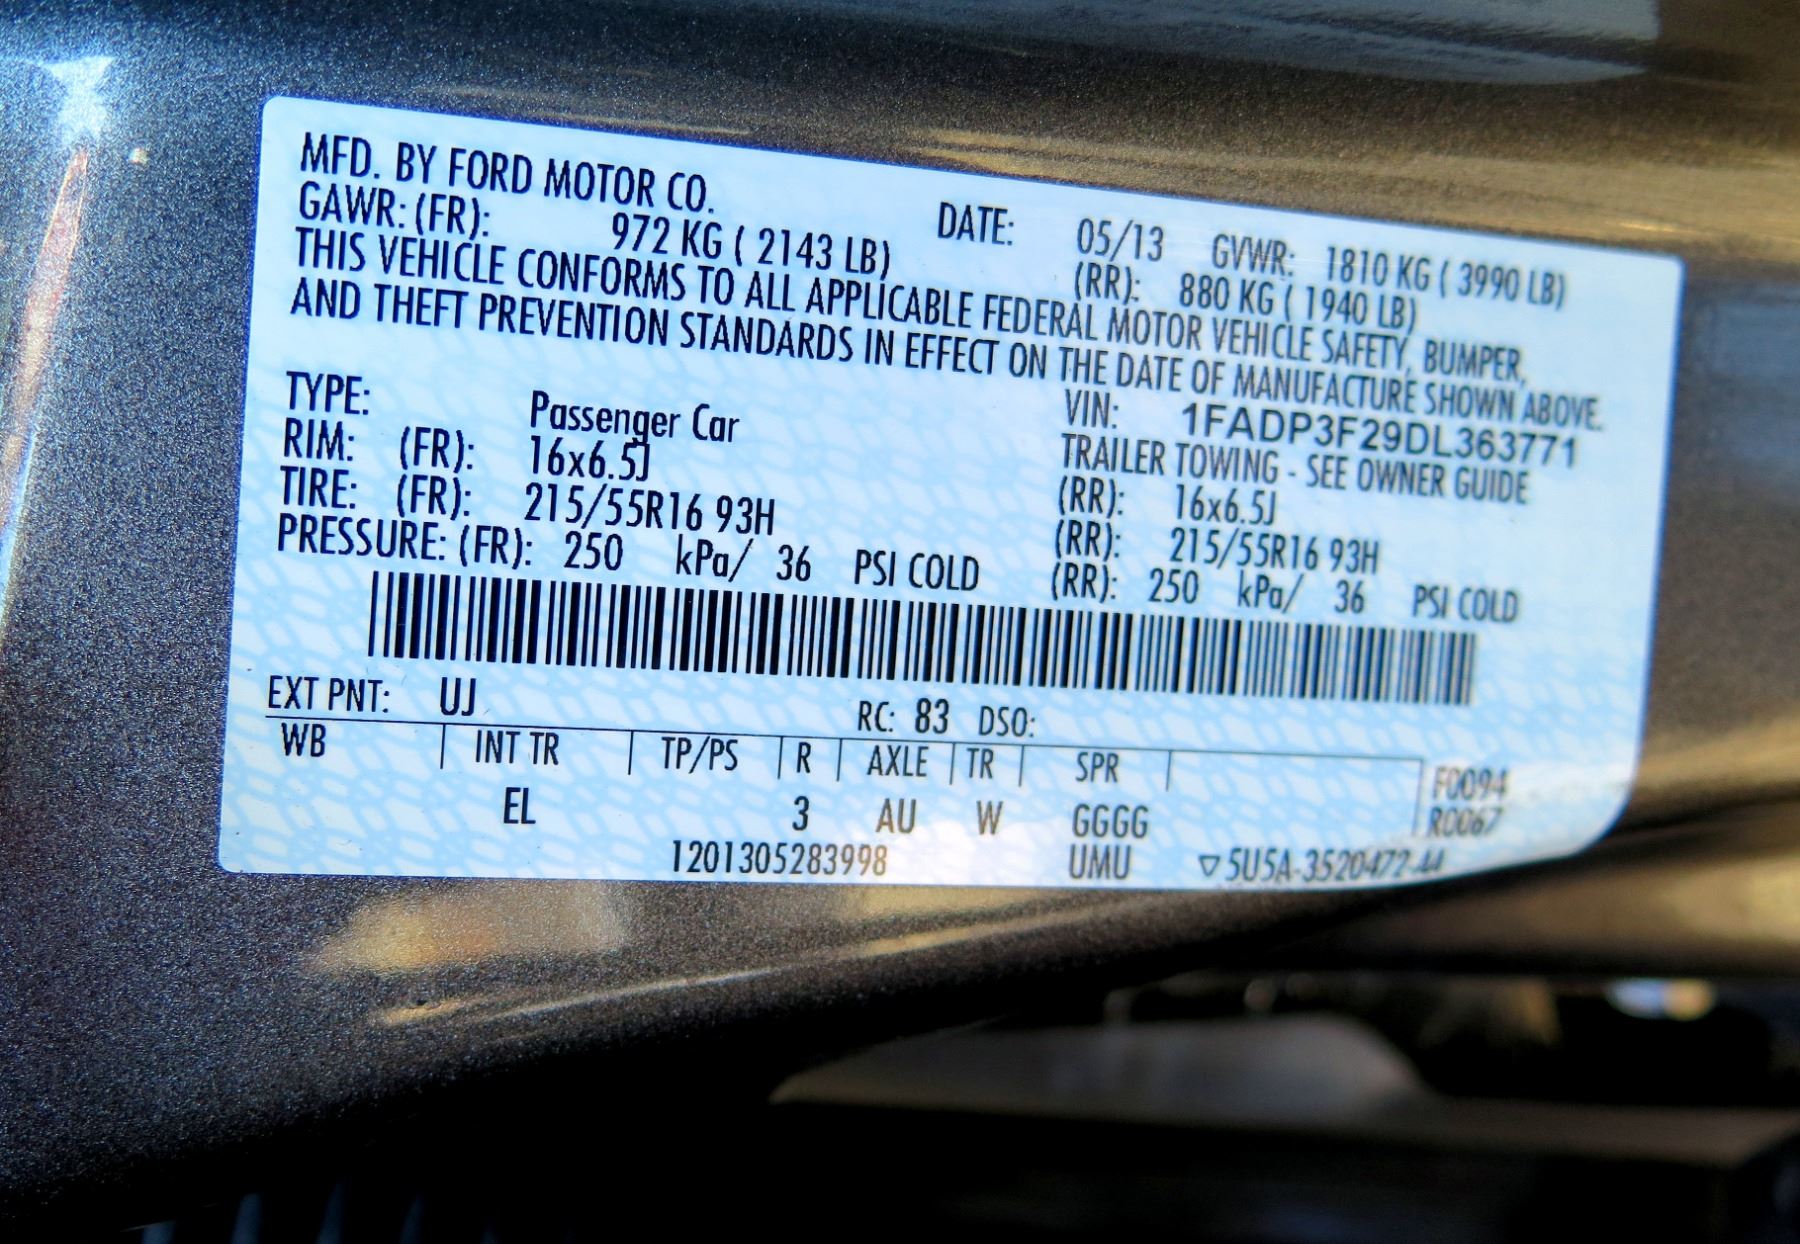 MFD. BY FORD MOTOR CO. DATE: 05/13 GVWR: 1810 KG ( 3990 LB)
GAWR: (FR): 972 KG ( 2143 LB) (RR): 880 KG ( 1940 LB)
THIS VEHICLE CONFORMS TO ALL APPLICABLE FEDERAL MOTOR VEHICLE SAFETY, BUMPER,
AND THEFT PREVENTION STANDARDS IN EFFECT ON THE DATE OF MANUFACTURE SHOWN ABOVE.
VIN: 1FADP3F29DL363771
TYPE: Passenger Car TRAILER TOWING - SEE OWNER GUIDE
RIM: (FR): 16x6.5J (RR): 16x6.5J
TIRE: (FR): 215/55R16 93H (RR): 215/55R16 93H
PRESSURE: (FR): 250 kPa/ 36 PSI COLD (RR): 250 kPa/ 36 PSI COLD
EXT PNT: UJ RC: 83 DSO:
WB INT TR TP/PS R AXLE TR SPR F0094
EL 3 AU W GGGG R0067
1201305283998 UMU ▽5U5A-3520472-44